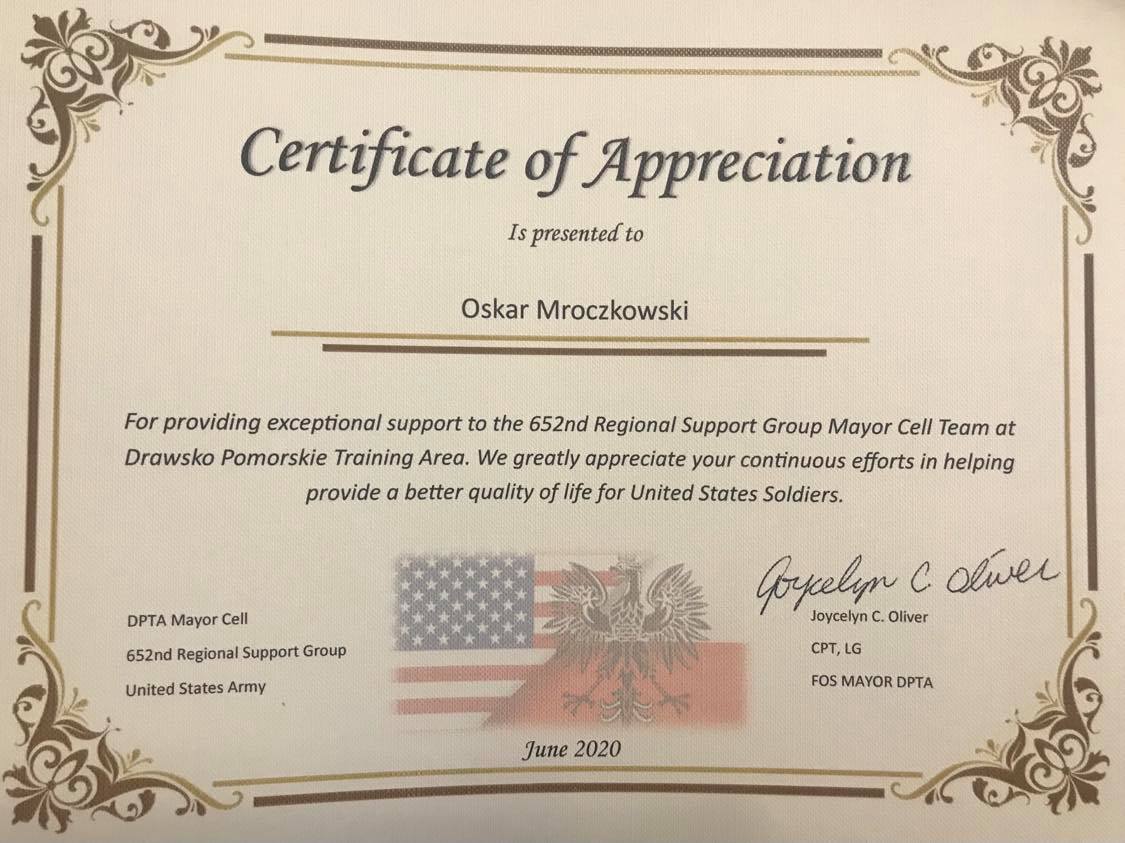 Certificate of Appreciation
Is presented to
Oskar Mroczkowski
For providing exceptional support to the 652nd Regional Support Group Mayor Cell Team at
Drawsko Pomorskie Training Area. We greatly appreciate your continuous efforts in helping
provide a better quality of life for United States Soldiers.
DPTA Mayor Cell
652nd Regional Support Group
United States Army
Joycelyn C. Oliver
Joycelyn C. Oliver
CPT, LG
FOS MAYOR DPTA
June 2020